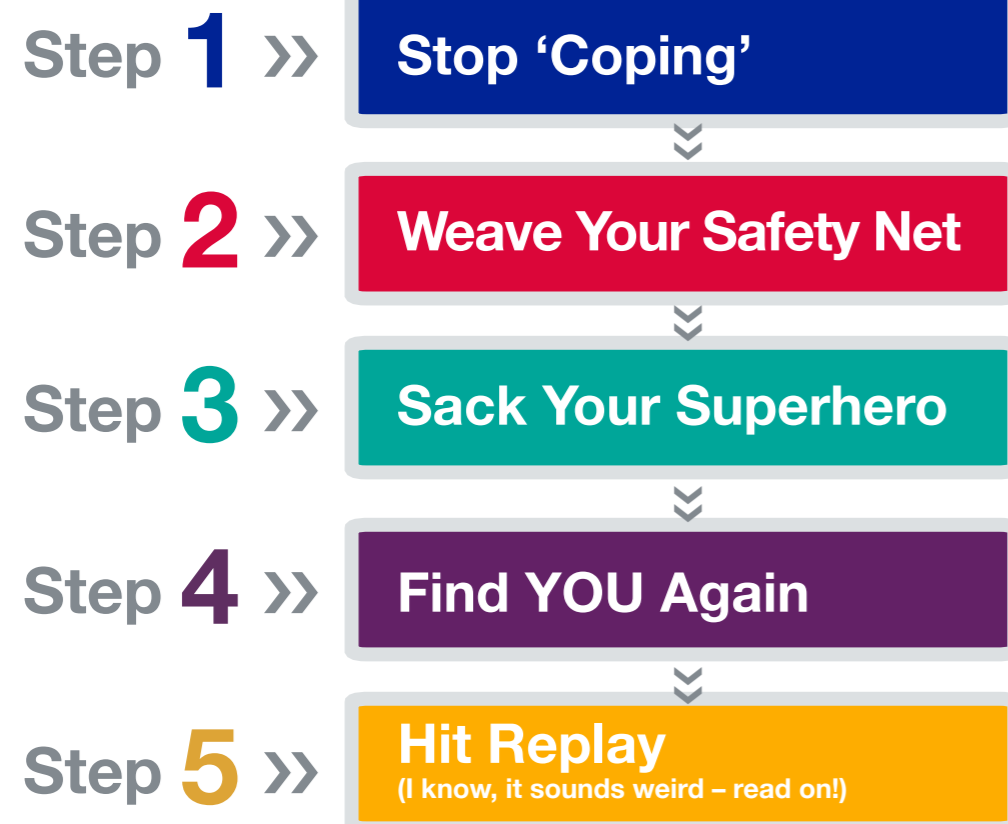 Step 1 >> Stop ‘Coping’
Step 2 >> Weave Your Safety Net
Step 3 >> Sack Your Superhero
Step 4 >> Find YOU Again
Step 5 >> Hit Replay
(I know, it sounds weird – read on!)